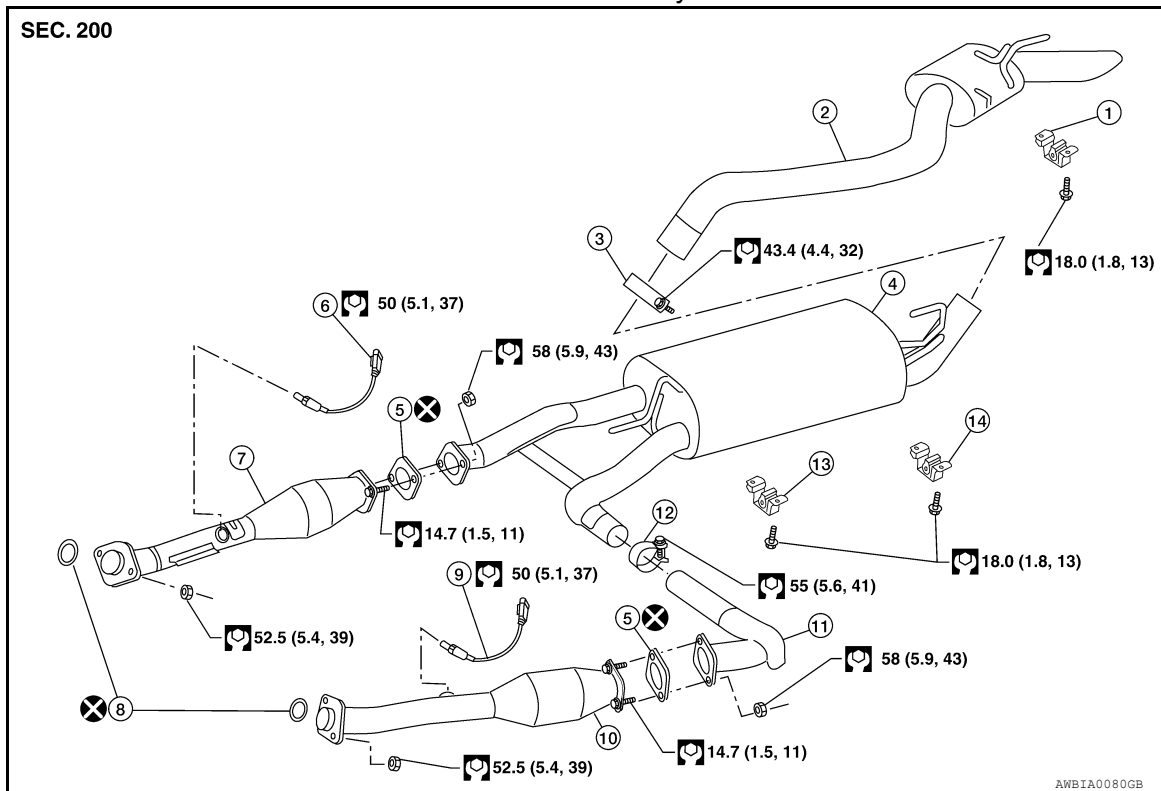 SEC. 200
1
2
18.0 (1.8, 13)
3
43.4 (4.4, 32)
4
6
50 (5.1, 37)
58 (5.9, 43)
5
14
7
13
12
14.7 (1.5, 11)
18.0 (1.8, 13)
9
50 (5.1, 37)
55 (5.6, 41)
5
11
52.5 (5.4, 39)
58 (5.9, 43)
8
10
14.7 (1.5, 11)
52.5 (5.4, 39)
AWBIA0080GB